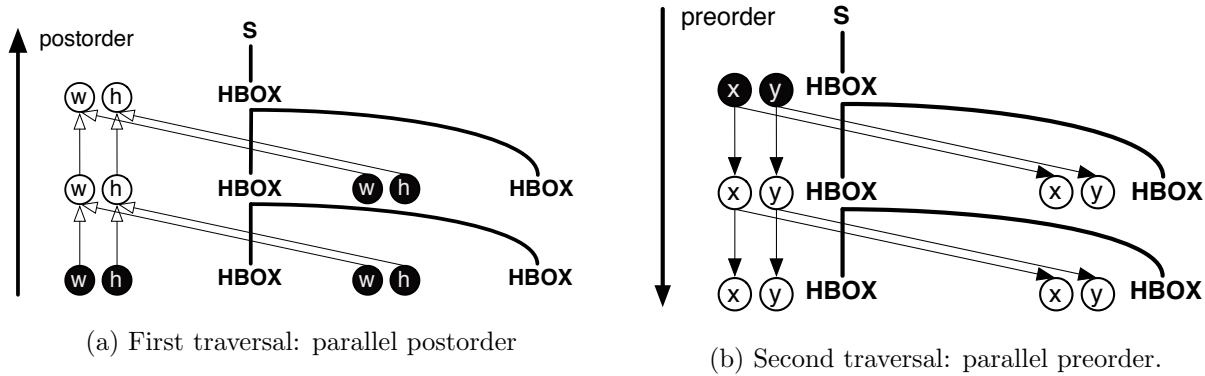 postorder
S
w h HBOX
w h HBOX w h HBOX
w h HBOX w h HBOX
(a) First traversal: parallel postorder
preorder
S
x y HBOX
x y HBOX x y HBOX
x y HBOX x y HBOX
(b) Second traversal: parallel preorder.